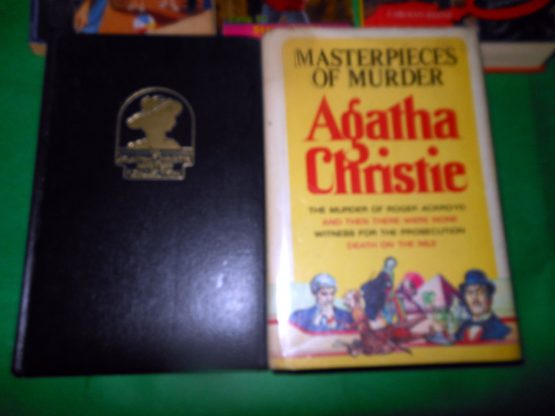 MASTERPIECES
OF MURDER
Agatha
Christie
THE MURDER OF ROGER ACKROYD
AND THEN THERE WERE NONE
WITNESS FOR THE PROSECUTION
DEATH ON THE NILE